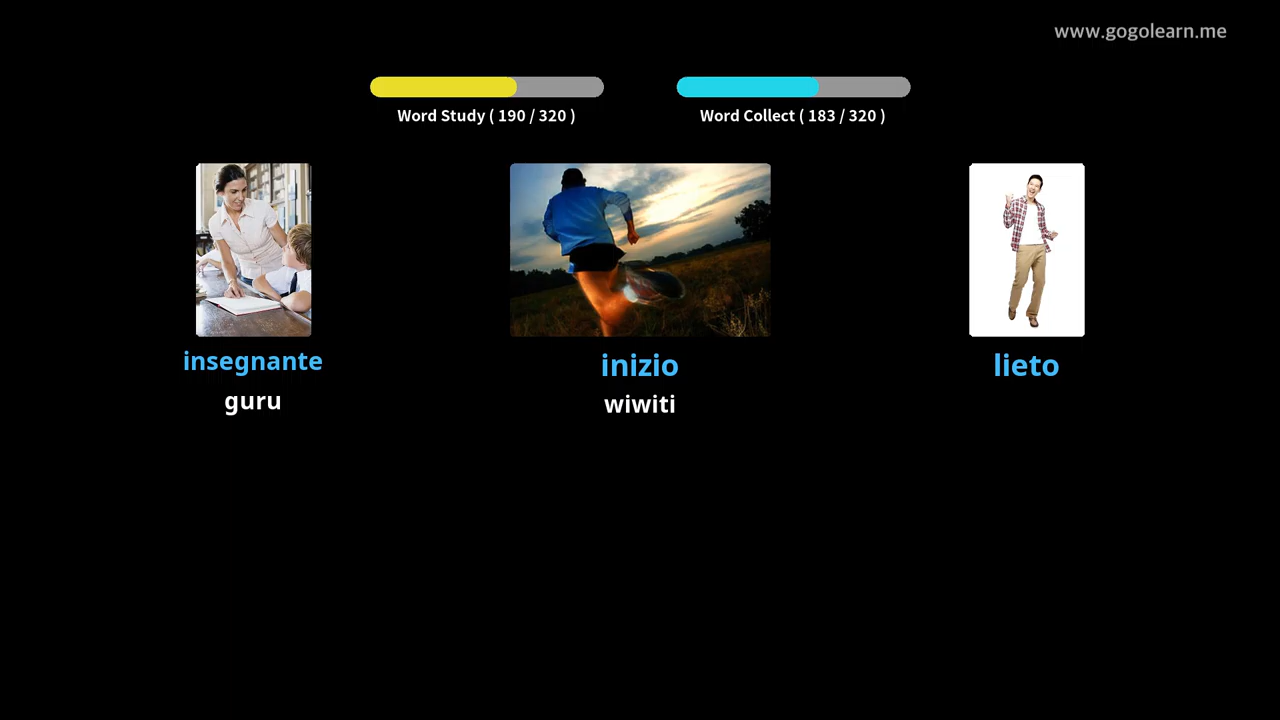 www.gogolearn.me
Word Study ( 190 / 320 )
Word Collect ( 183 / 320 )
insegnante
guru
inizio
wiwiti
lieto